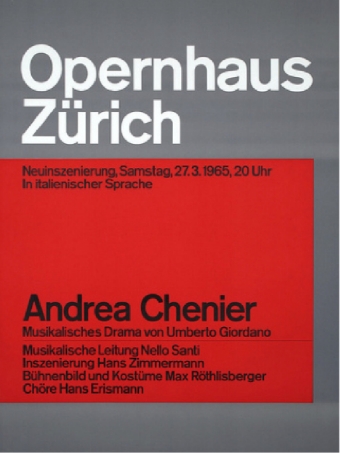 Opernhaus
Zürich
Neuinszenierung, Samstag, 27.3.1965, 20 Uhr
In italienischer Sprache
Andrea Chenier
Musikalisches Drama von Umberto Giordano
Musikalische Leitung Nello Santi
Inszenierung Hans Zimmermann
Bühnenbild und Kostüme Max Röthlisberger
Chöre Hans Erismann